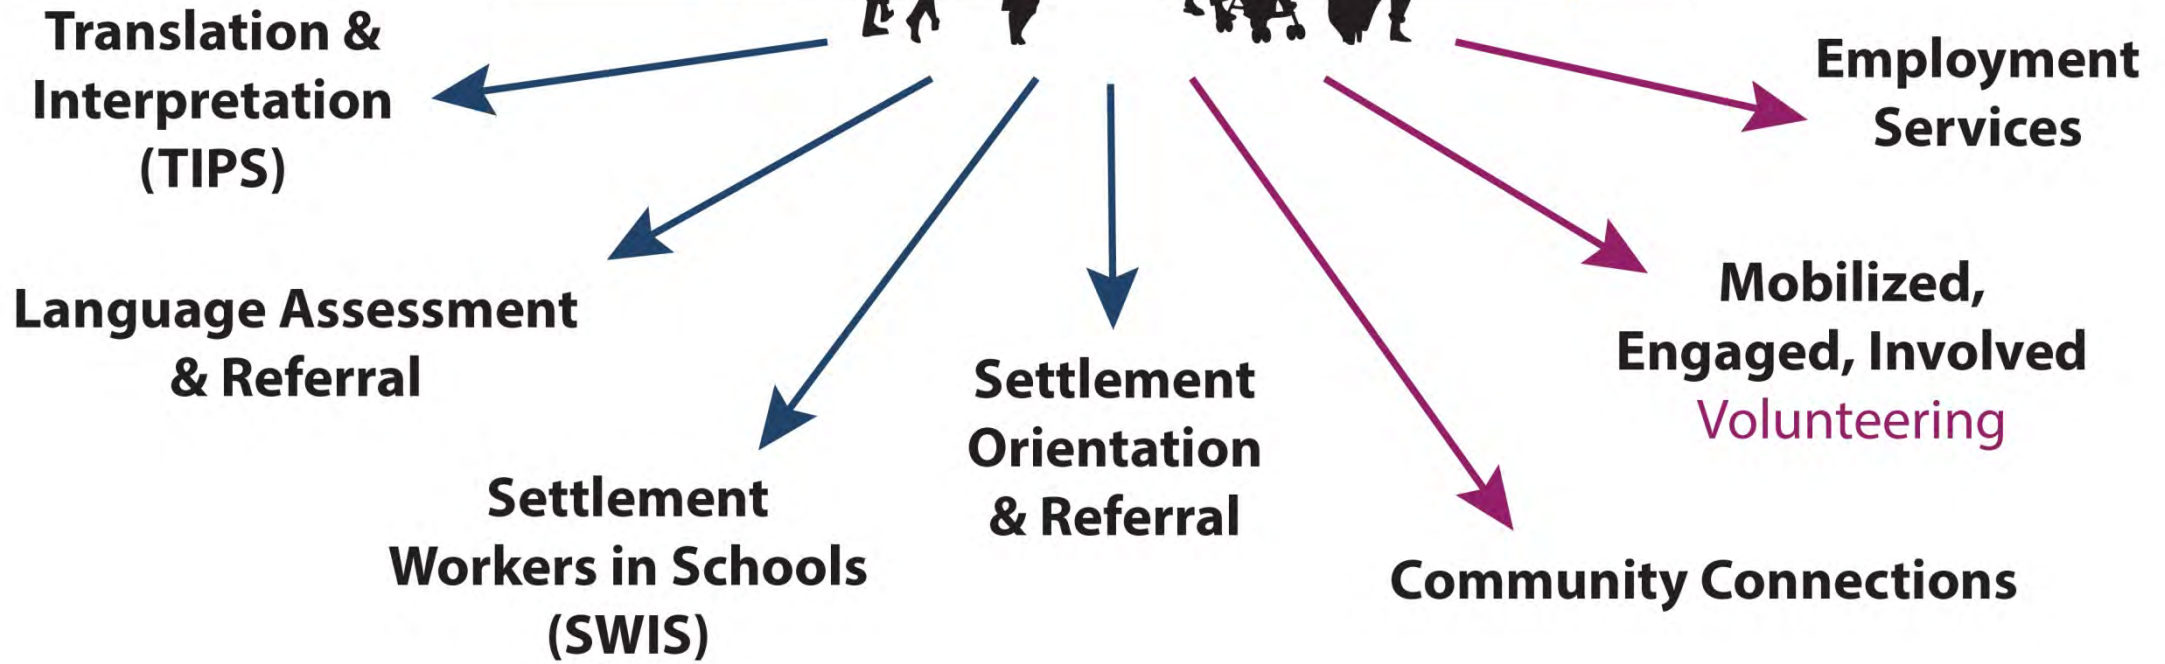 Translation &
Interpretation
(TIPS)
Employment
Services
Language Assessment
& Referral
Mobilized,
Engaged, Involved
Volunteering
Settlement
Orientation
& Referral
Settlement
Workers in Schools
(SWIS)
Community Connections